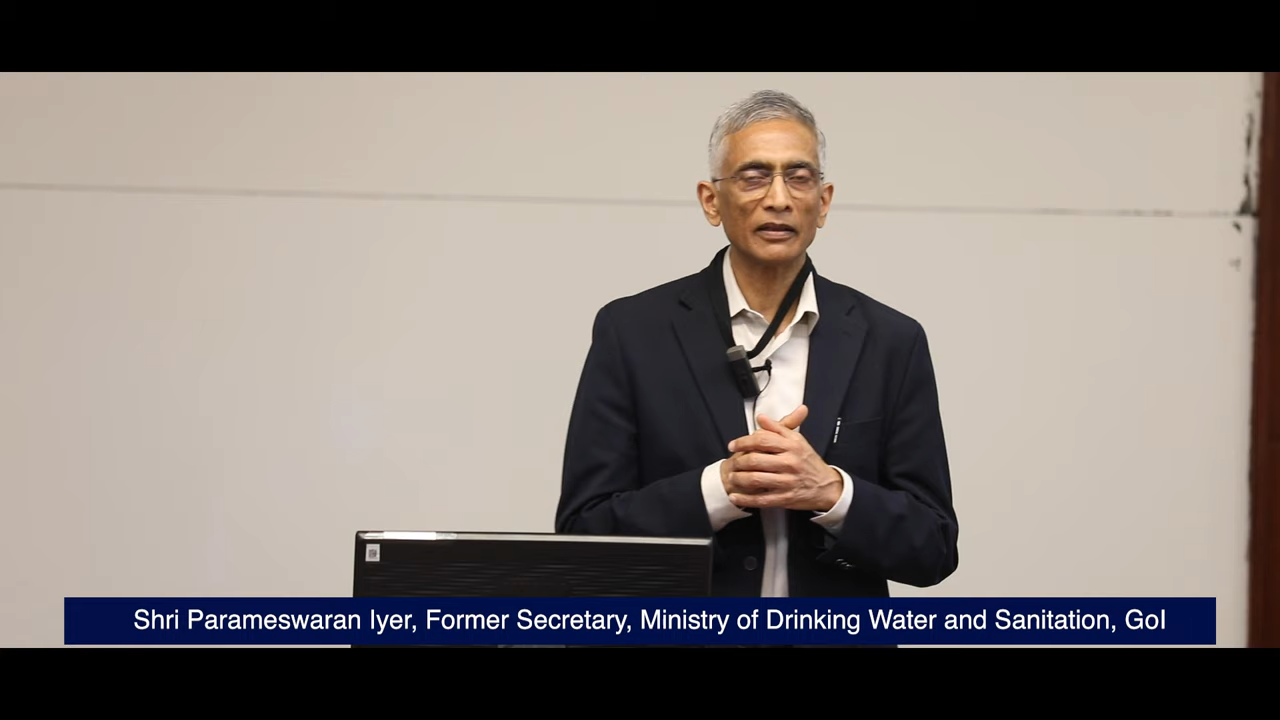 Shri Parameswaran Iyer, Former Secretary, Ministry of Drinking Water and Sanitation, GoI